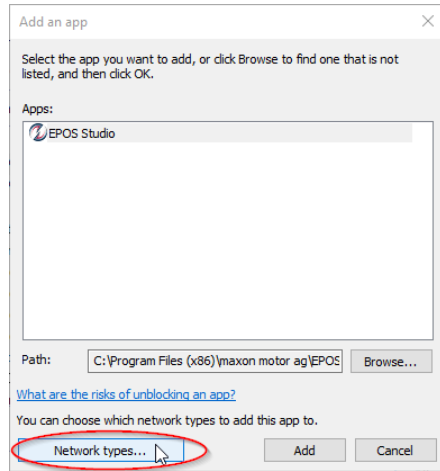 Add an app
Select the app you want to add, or click Browse to find one that is not
listed, and then click OK.
Apps:
EPOS Studio
Path:
C:\Program Files (x86)\maxon motor ag\EPOS
Browse...
What are the risks of unblocking an app?
You can choose which network types to add this app to.
Network types...
Add
Cancel